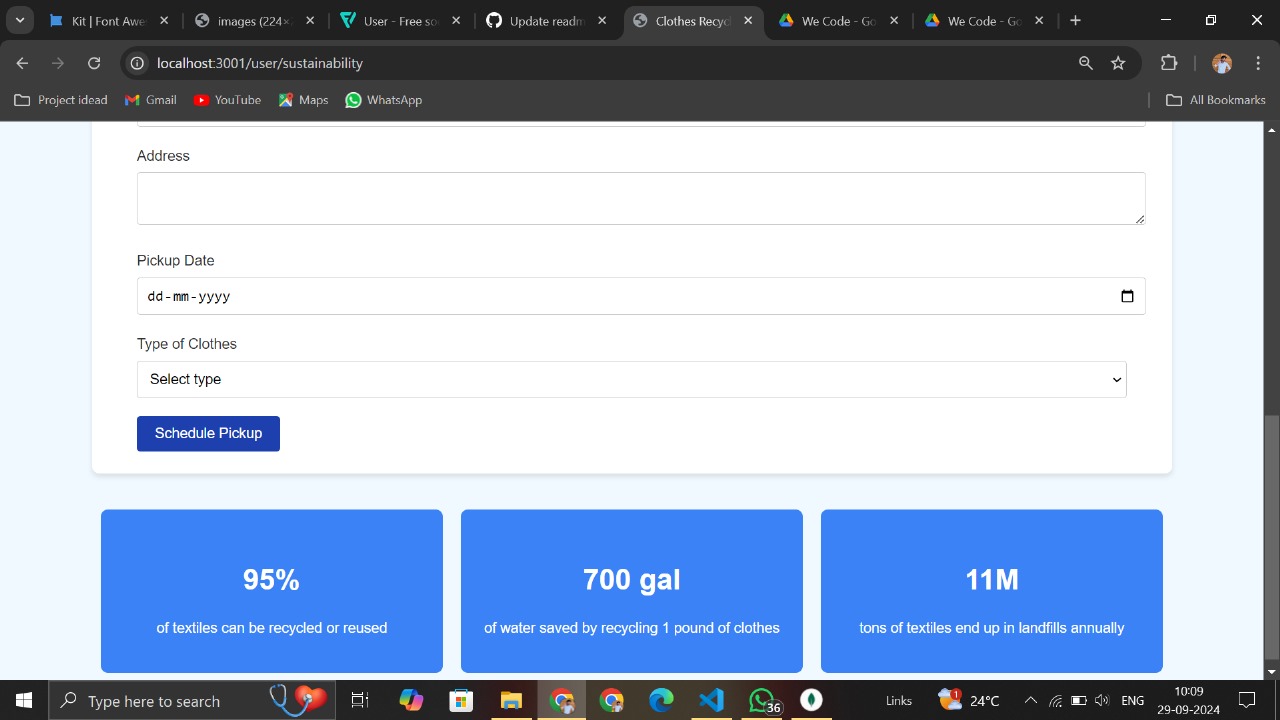 Kit | Font Awes
images (224×
User - Free so
Update readm
Clothes Recyc
We Code - Go
We Code - Go
localhost:3001/user/sustainability
Project idead
Gmail
YouTube
Maps
WhatsApp
All Bookmarks
Address
Pickup Date
dd-mm-yyyy
Type of Clothes
Select type
Schedule Pickup
95%
of textiles can be recycled or reused
700 gal
of water saved by recycling 1 pound of clothes
11M
tons of textiles end up in landfills annually
Type here to search
36
Links
1
24°C
ENG
10:09
29-09-2024